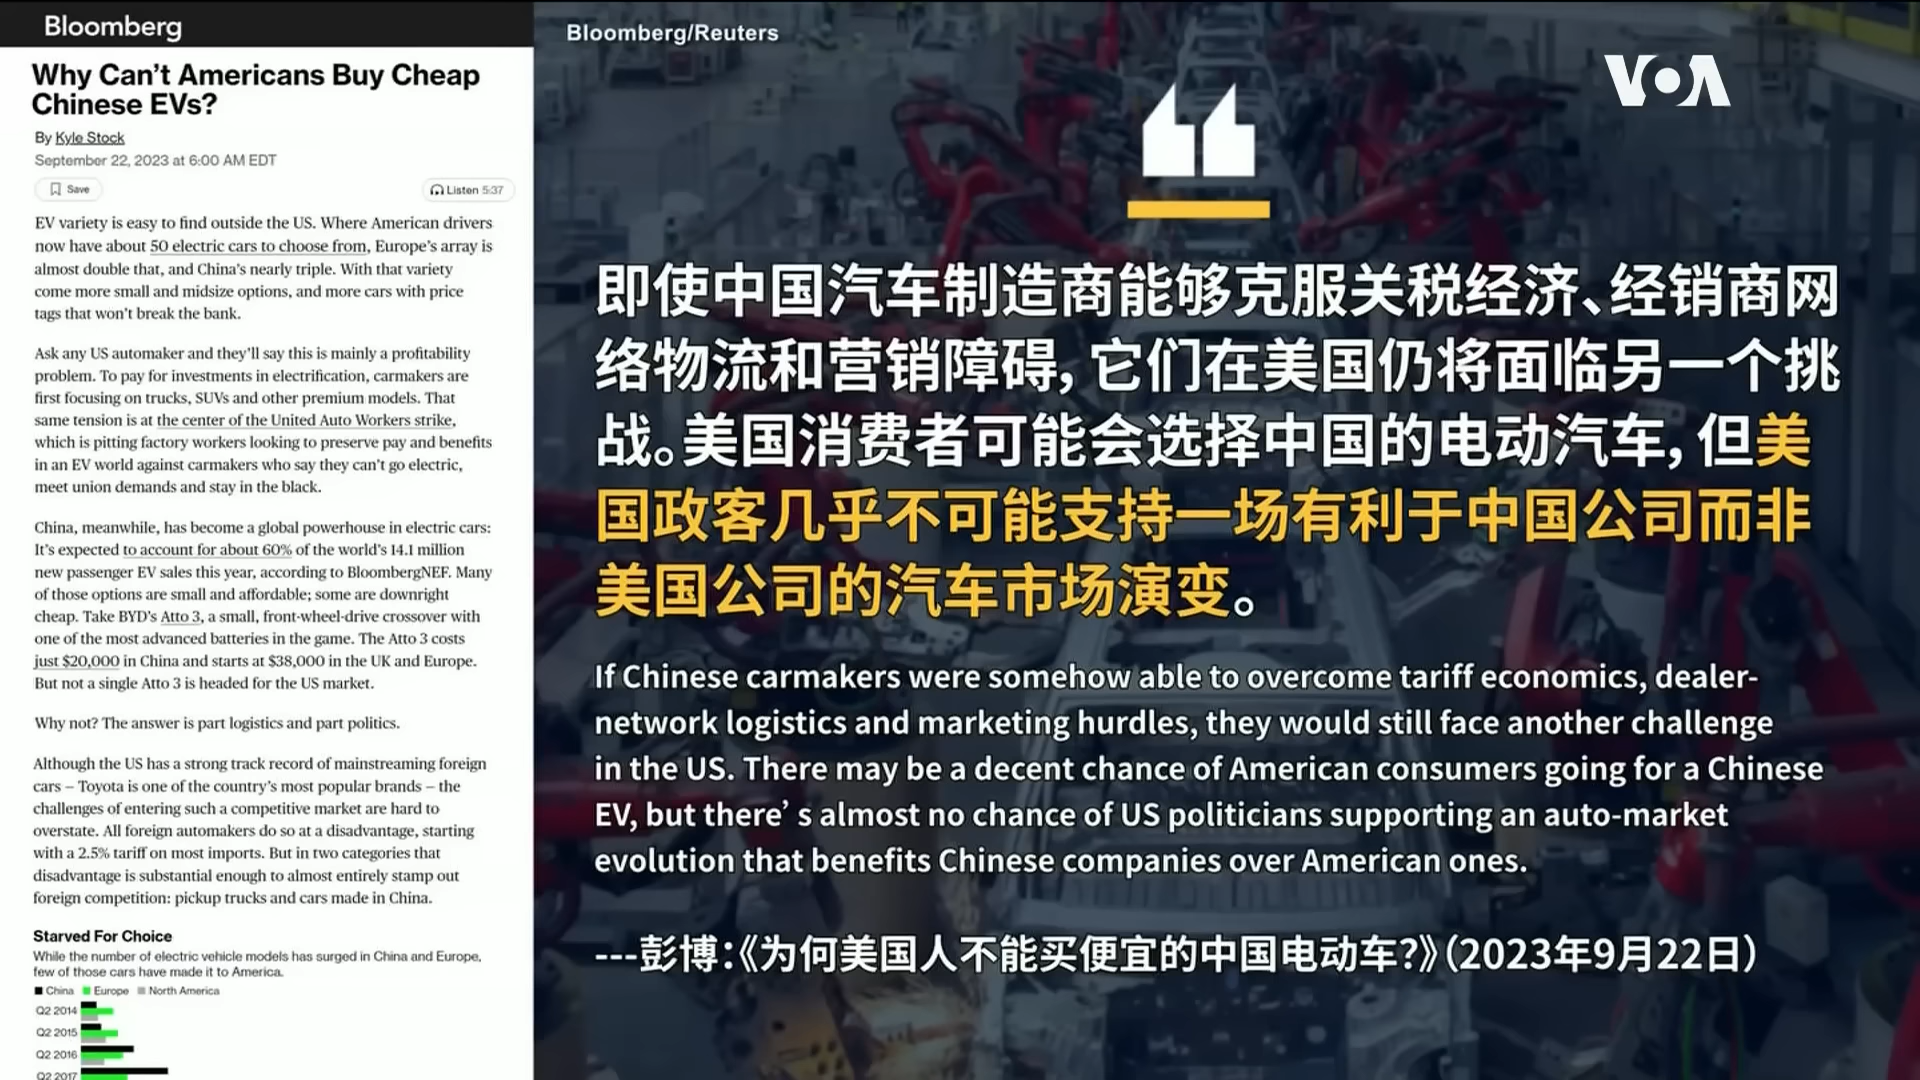 Bloomberg
Why Can't Americans Buy Cheap
Chinese EVs?
By Kyle Stock
September 22, 2023 at 6:00 AM EDT
Save
Listen 5:37
EV variety is easy to find outside the US. Where American drivers
now have about 50 electric cars to choose from, Europe's array is
almost double that, and China's nearly triple. With that variety
come more small and midsize options, and more cars with price
tags that won't break the bank.
Ask any US automaker and they'll say this is mainly a profitability
problem. To pay for investments in electrification, carmakers are
first focusing on trucks, SUVs and other premium models. That
same tension is at the center of the United Auto Workers strike,
which is pitting factory workers looking to preserve pay and benefits
in an EV world against carmakers who say they can't go electric,
meet union demands and stay in the black.
China, meanwhile, has become a global powerhouse in electric cars:
It's expected to account for about 60% of the world's 14.1 million
new passenger EV sales this year, according to BloombergNEF. Many
of those options are small and affordable; some are downright
cheap. Take BYD's Atto 3, a small, front-wheel-drive crossover with
one of the most advanced batteries in the game. The Atto 3 costs
just $20,000 in China and starts at $38,000 in the UK and Europe.
But not a single Atto 3 is headed for the US market.
Why not? The answer is part logistics and part politics.
Although the US has a strong track record of mainstreaming foreign
cars – Toyota is one of the country's most popular brands – the
challenges of entering such a competitive market are hard to
overstate. All foreign automakers do so at a disadvantage, starting
with a 2.5% tariff on most imports. But in two categories that
disadvantage is substantial enough to almost entirely stamp out
foreign competition: pickup trucks and cars made in China.
Starved For Choice
While the number of electric vehicle models has surged in China and Europe,
few of those cars have made it to America.
China Europe North America
Q2 2014
Q2 2015
Q2 2016
Q2 2017
Bloomberg/Reuters
VOA
“
即使中国汽车制造商能够克服关税经济、经销商网
络物流和营销障碍，它们在美国仍将面临另一个挑
战。美国消费者可能会选择中国的电动汽车，但美
国政客几乎不可能支持一场有利于中国公司而非
美国公司的汽车市场演变。
If Chinese carmakers were somehow able to overcome tariff economics, dealer-
network logistics and marketing hurdles, they would still face another challenge
in the US. There may be a decent chance of American consumers going for a Chinese
EV, but there’s almost no chance of US politicians supporting an auto-market
evolution that benefits Chinese companies over American ones.
---彭博：《为何美国人不能买便宜的中国电动车？》（2023年9月22日）